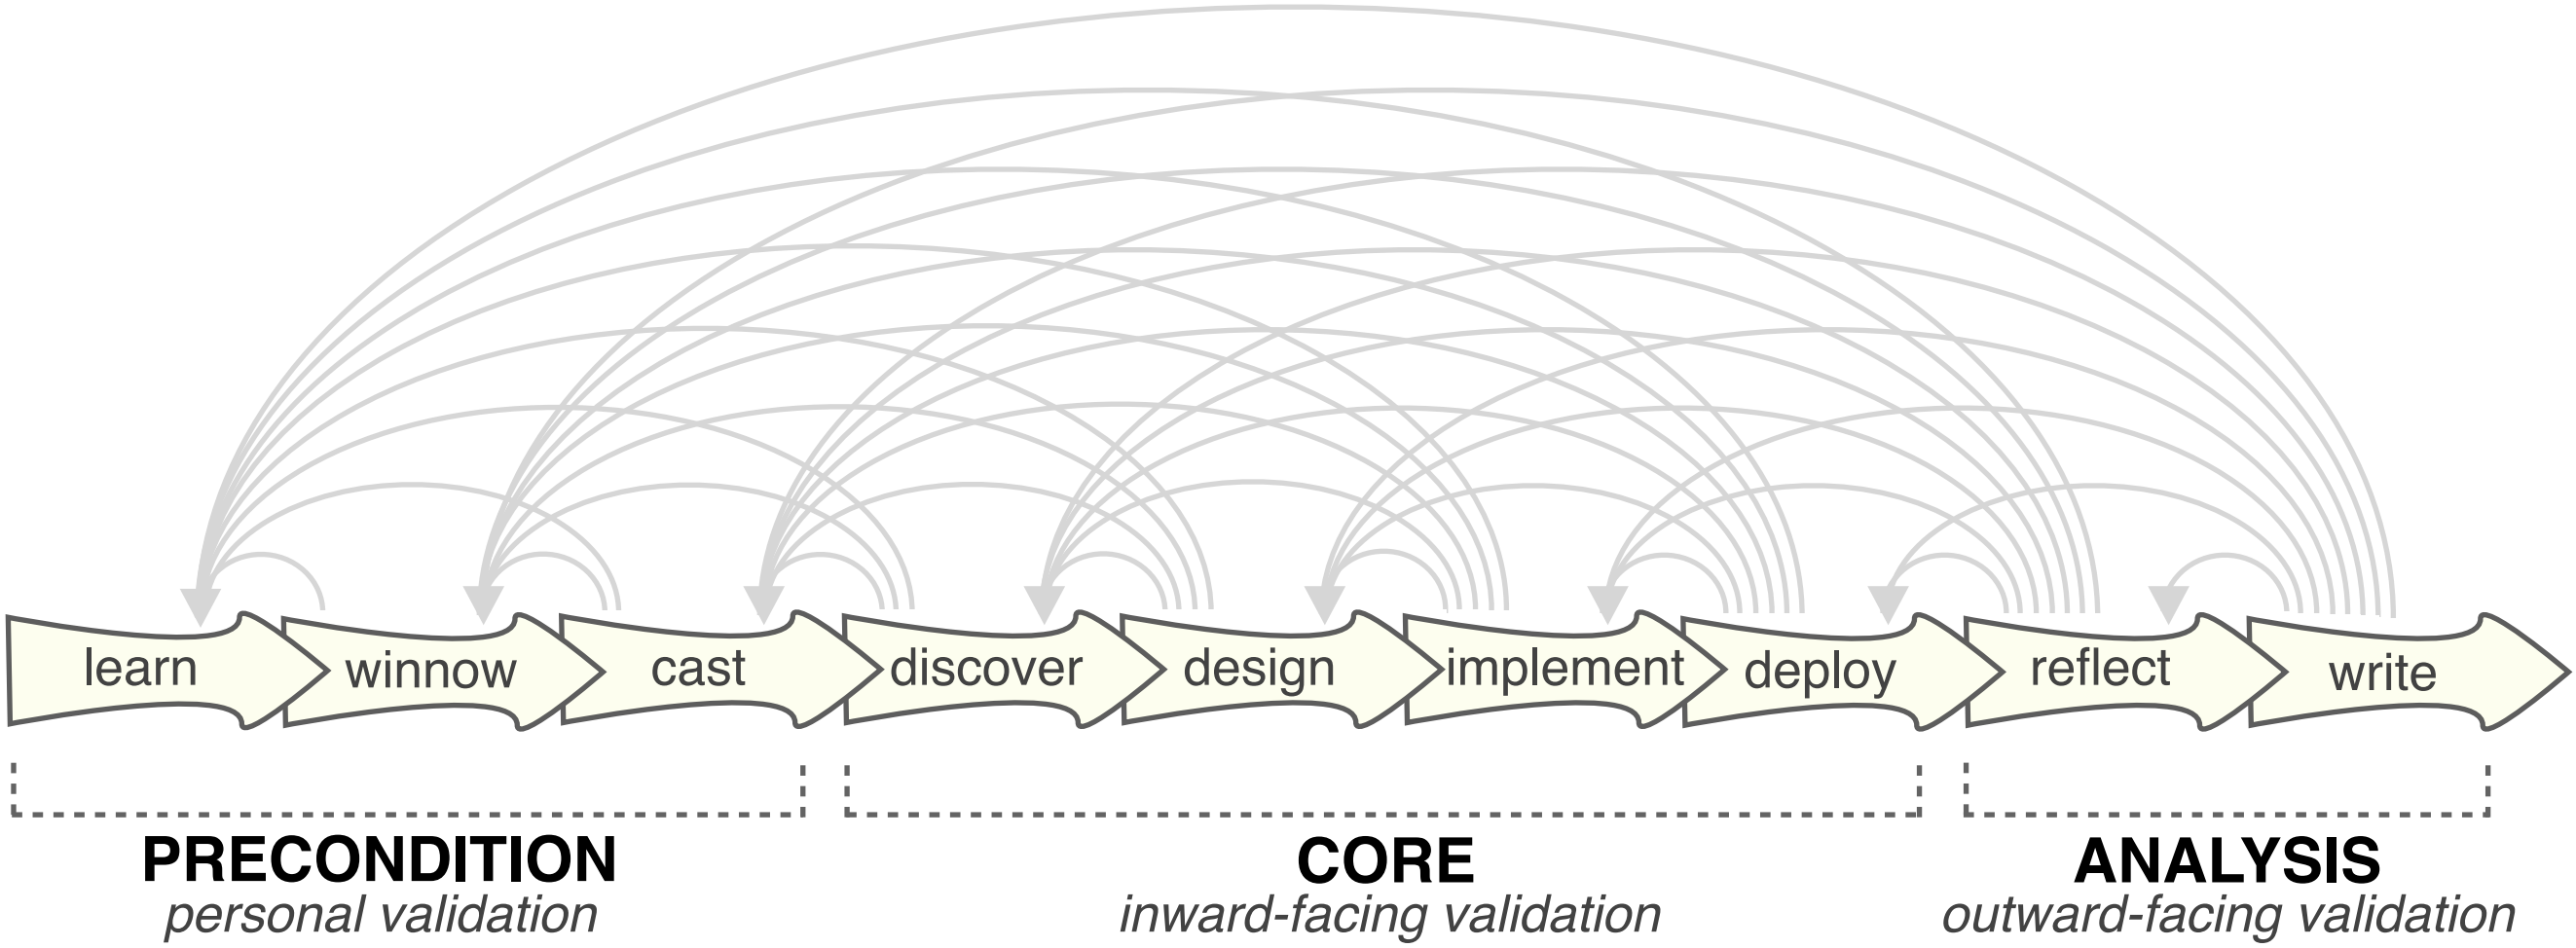 learn
winnow
cast
discover
design
implement
deploy
reflect
write
PRECONDITION
personal validation
CORE
inward-facing validation
ANALYSIS
outward-facing validation